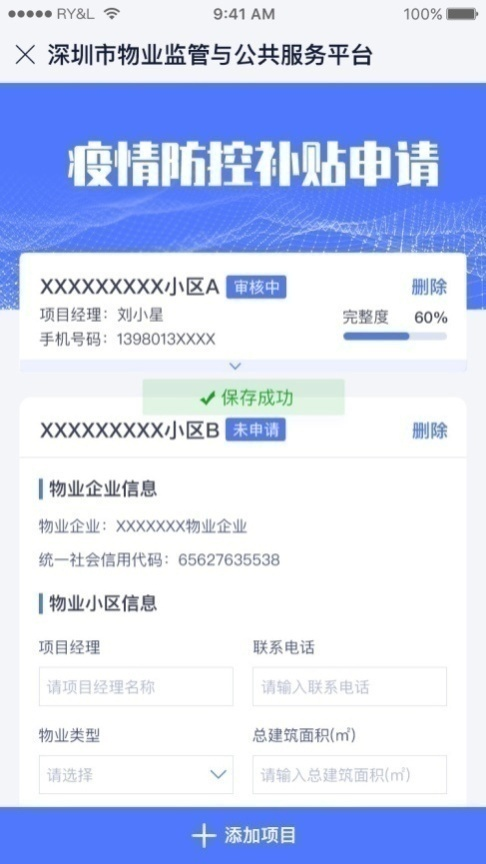 RY&L 9:41 AM 100%
深圳市物业监管与公共服务平台
疫情防控补贴申请
XXXXXXXXX小区A 审核中 删除
项目经理：刘小星 完整度 60%
手机号码：1398013XXXX
保存成功
XXXXXXXXX小区B 未申请 删除
物业企业信息
物业企业：XXXXXXX物业企业
统一社会信用代码：65627635538
物业小区信息
项目经理 联系电话
请项目经理名称 请输入联系电话
物业类型 总建筑面积(㎡)
请选择 请输入总建筑面积(㎡)
添加项目